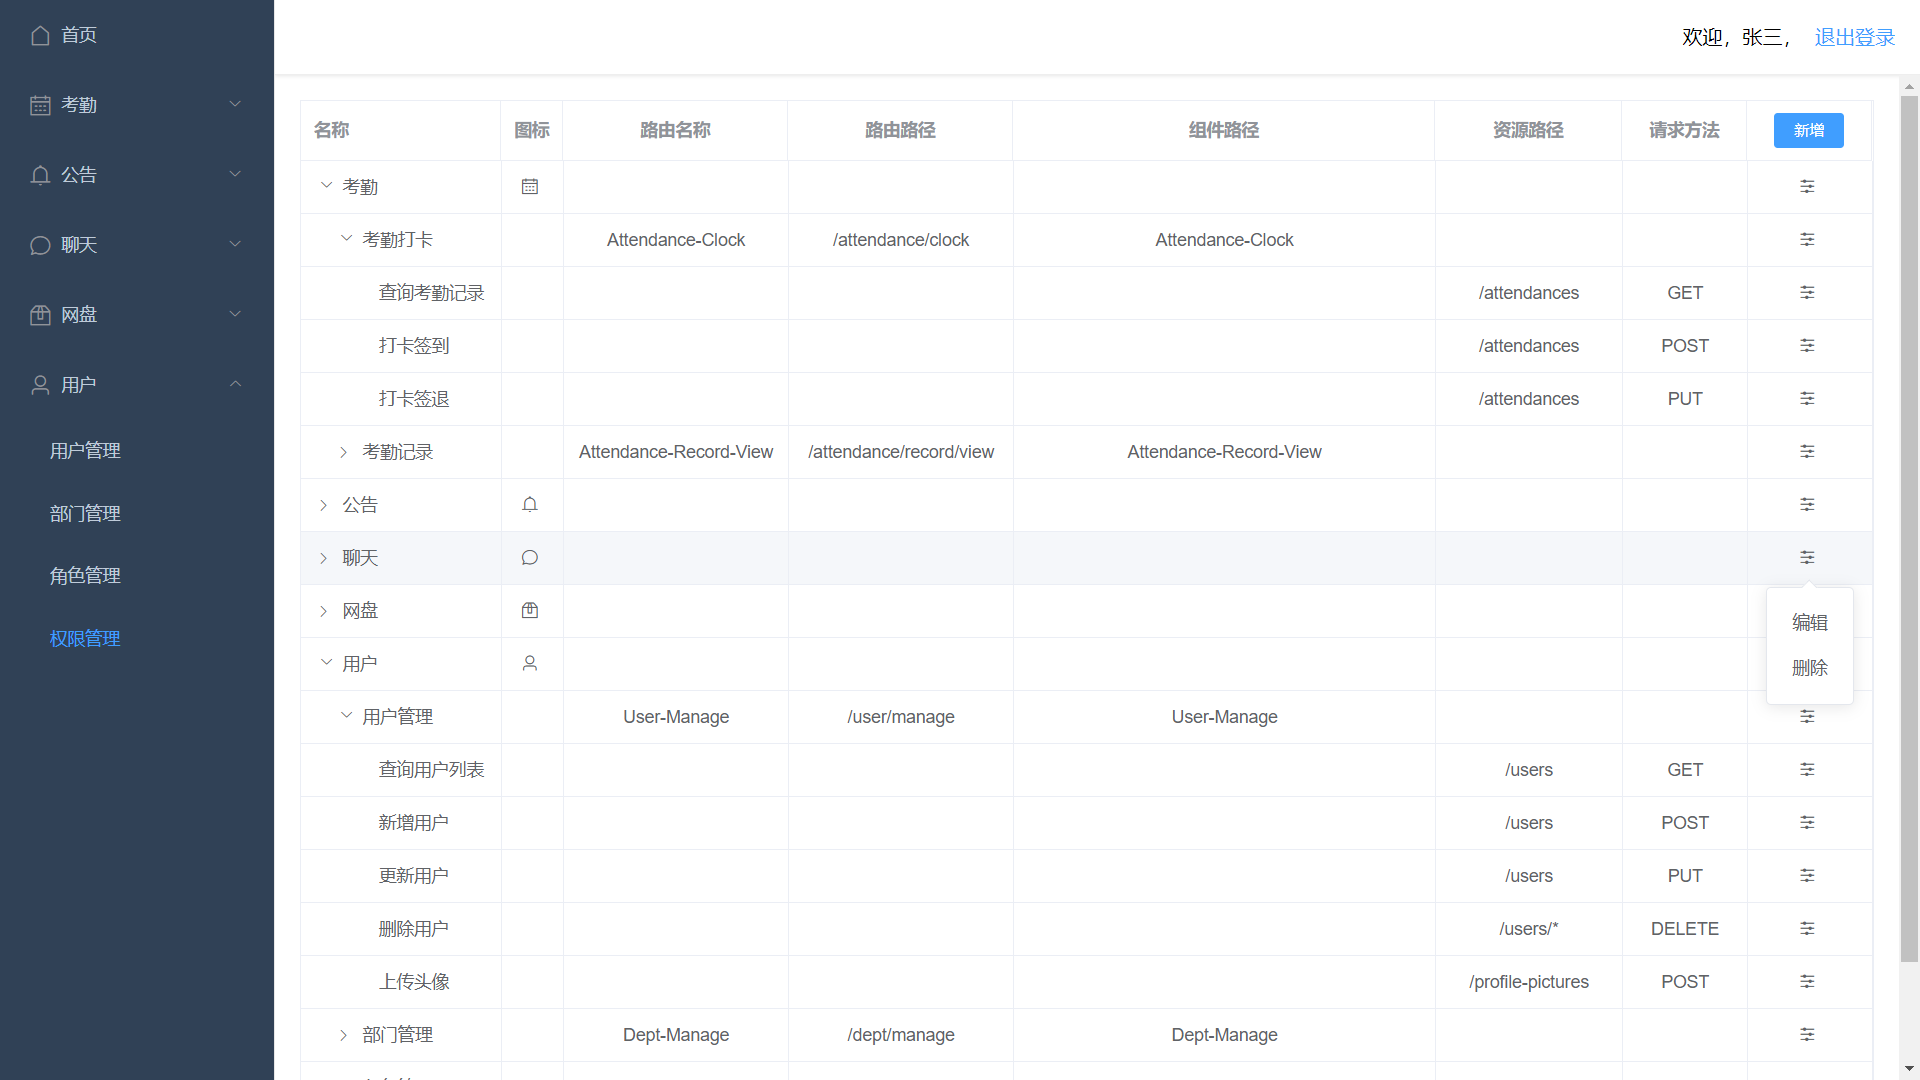 首页
考勤
公告
聊天
网盘
用户
用户管理
部门管理
角色管理
权限管理
欢迎，张三， 退出登录
名称 图标 路由名称 路由路径 组件路径 资源路径 请求方法 新增
考勤
考勤打卡 Attendance-Clock /attendance/clock Attendance-Clock
查询考勤记录 /attendances GET
打卡签到 /attendances POST
打卡签退 /attendances PUT
考勤记录 Attendance-Record-View /attendance/record/view Attendance-Record-View
公告
聊天
网盘
编辑
删除
用户
用户管理 User-Manage /user/manage User-Manage
查询用户列表 /users GET
新增用户 /users POST
更新用户 /users PUT
删除用户 /users/* DELETE
上传头像 /profile-pictures POST
部门管理 Dept-Manage /dept/manage Dept-Manage